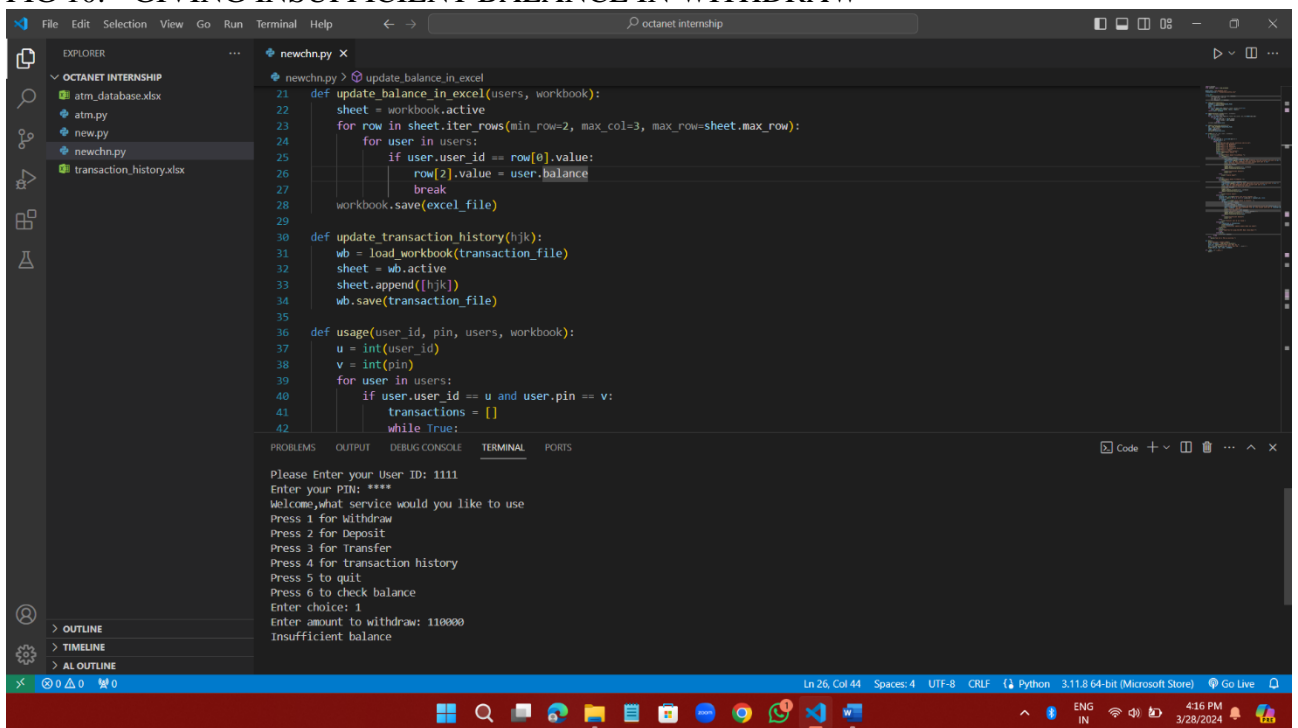 FIG 10: GIVING INSUFFICIENT BALANCE IN WITHDRAW
File Edit Selection View Go Run Terminal Help
octanet internship
EXPLORER
newchn.py
OCTANET INTERNSHIP
atm_database.xlsx
atm.py
new.py
newchn.py
transaction_history.xlsx
newchn.py > update_balance_in_excel
21 def update_balance_in_excel(users, workbook):
22 sheet = workbook.active
23 for row in sheet.iter_rows(min_row=2, max_col=3, max_row=sheet.max_row):
24 for user in users:
25 if user.user_id == row[0].value:
26 row[2].value = user.balance
27 break
28 workbook.save(excel_file)
29
30 def update_transaction_history(hjk):
31 wb = load_workbook(transaction_file)
32 sheet = wb.active
33 sheet.append([hjk])
34 wb.save(transaction_file)
35
36 def usage(user_id, pin, users, workbook):
37 u = int(user_id)
38 v = int(pin)
39 for user in users:
40 if user.user_id == u and user.pin == v:
41 transactions = []
42 while True:
PROBLEMS OUTPUT DEBUG CONSOLE TERMINAL PORTS
Code
Please Enter your User ID: 1111
Enter your PIN: ****
Welcome,what service would you like to use
Press 1 for Withdraw
Press 2 for Deposit
Press 3 for Transfer
Press 4 for transaction history
Press 5 to quit
Press 6 to check balance
Enter choice: 1
Enter amount to withdraw: 110000
Insufficient balance
OUTLINE
TIMELINE
AL OUTLINE
0 0 0
Ln 26, Col 44 Spaces: 4 UTF-8 CRLF Python 3.11.8 64-bit (Microsoft Store) Go Live
zoom
ENG
IN
4:16 PM
3/28/2024